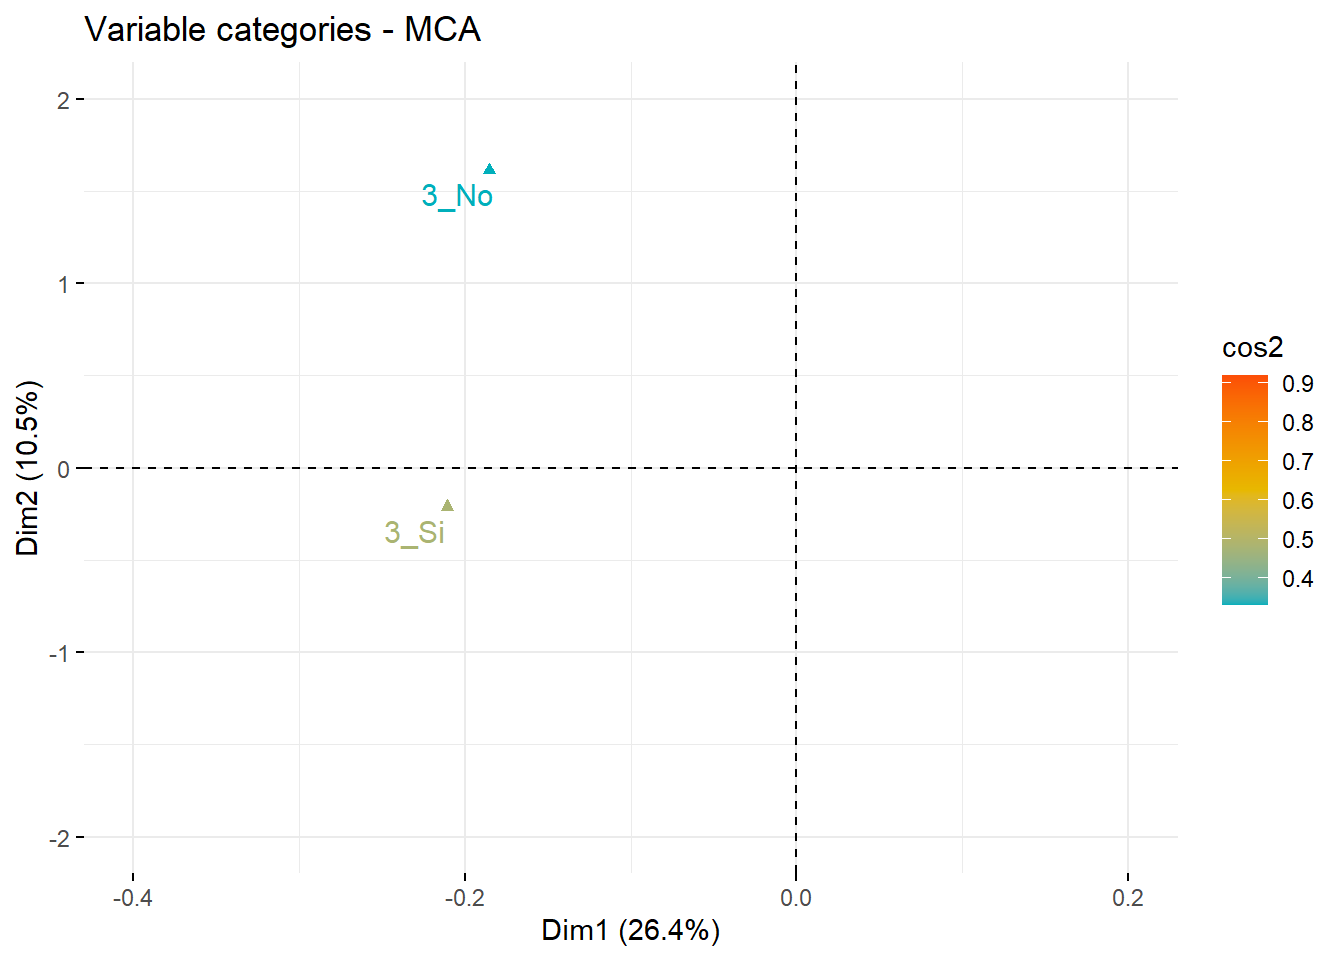 Variable categories - MCA
2
1
0
-1
-2
3_No
3_Si
-0.4
-0.2
0.0
0.2
Dim1 (26.4%)
Dim2 (10.5%)
cos2
0.9
0.8
0.7
0.6
0.5
0.4